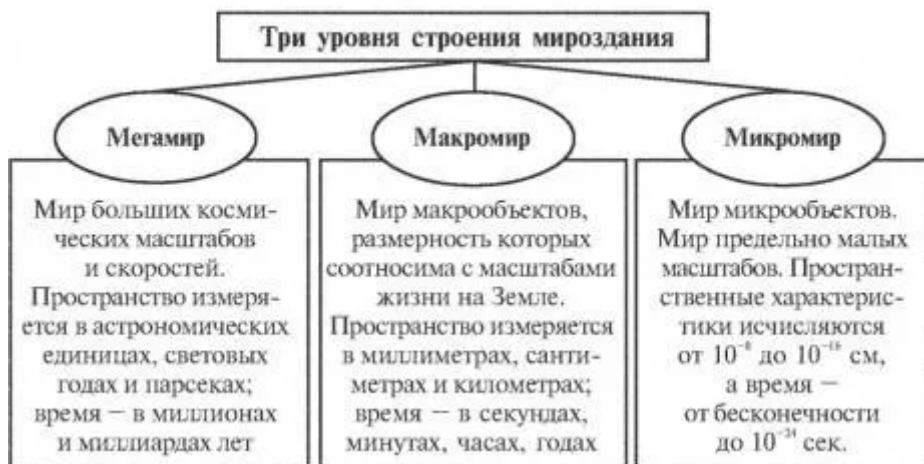 Три уровня строения мироздания
Мегамир
Мир больших косми-
ческих масштабов
и скоростей.
Пространство измеря-
ется в астрономических
единицах, световых
годах и парсеках;
время – в миллионах
и миллиардах лет
Макромир
Мир макрообъектов,
размерность которых
соотносима с масштабами
жизни на Земле.
Пространство измеряется
в миллиметрах, санти-
метрах и километрах;
время – в секундах,
минутах, часах, годах
Микромир
Мир микрообъектов.
Мир предельно малых
масштабов. Простран-
ственные характерис-
тики исчисляются
от 10⁻⁸ до 10⁻¹⁶ см,
а время –
от бесконечности
до 10⁻²⁴ сек.